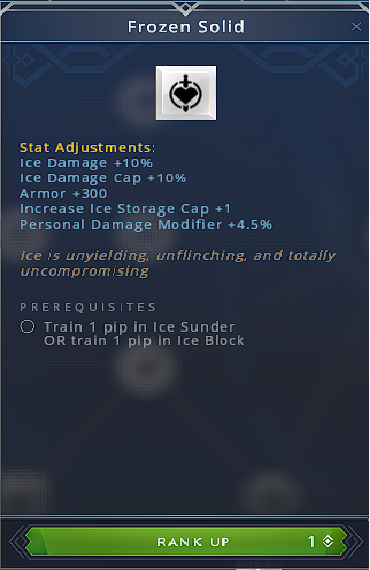 Frozen Solid
Stat Adjustments:
Ice Damage +10%
Ice Damage Cap +10%
Armor +300
Increase Ice Storage Cap +1
Personal Damage Modifier +4.5%
Ice is unyielding, unflinching, and totally
uncompromising
PREREQUISITES
Train 1 pip in Ice Sunder
OR train 1 pip in Ice Block
RANK UP 1